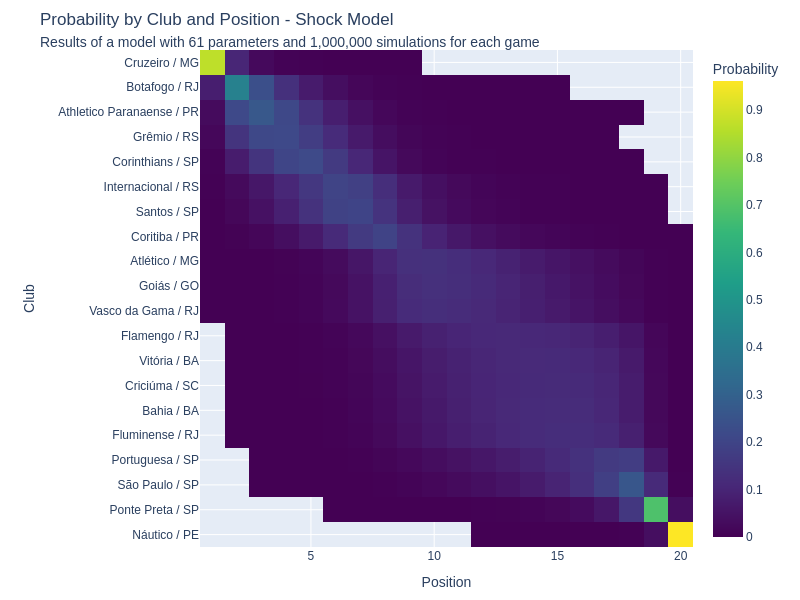 Probability by Club and Position - Shock Model
Results of a model with 61 parameters and 1,000,000 simulations for each game
Probability
Cruzeiro / MG
Botafogo / RJ
Athletico Paranaense / PR
Grêmio / RS
Corinthians / SP
Internacional / RS
Santos / SP
Coritiba / PR
Atlético / MG
Goiás / GO
Vasco da Gama / RJ
Flamengo / RJ
Vitória / BA
Criciúma / SC
Bahia / BA
Fluminense / RJ
Portuguesa / SP
São Paulo / SP
Ponte Preta / SP
Náutico / PE
Club
5
10
15
20
Position
0.9
0.8
0.7
0.6
0.5
0.4
0.3
0.2
0.1
0